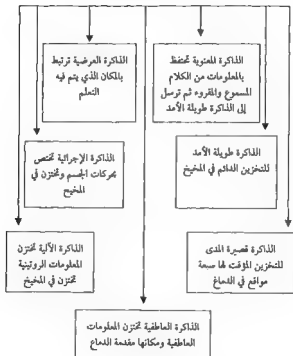 الذاكرة المعنوية تحتفظ
بالمعلومات من الكلام
المسموع والمقروء ثم ترسل
إلى الذاكرة طويلة الأمد
الذاكرة العرضية ترتبط
بالمكان الذي يتم فيه
التعلم
الذاكرة طويلة الأمد
للتخزين الدائم في المخيخ
الذاكرة الإجرائية تختص
بحركات الجسم وتختزن في
المخيخ
الذاكرة قصيرة المدى
للتخزين المؤقت لها سبعة
مواقع في الدماغ
الذاكرة الآلية تختزن
المعلومات الروتينية
تختزن في المخيخ
الذاكرة العاطفية تختزن المعلومات
العاطفية ومكانها مقدمة الدماغ